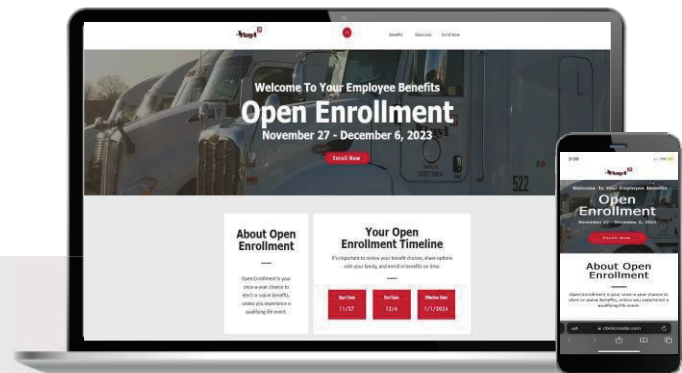 Benefits Resources Enroll Now
Welcome To Your Employee Benefits
Open Enrollment
November 27 - December 6, 2023
Enroll Now
522
About Open
Enrollment
Open Enrollment is your
once-a-year chance to
elect or waive benefits,
unless you experience a
qualifying life event.
Your Open
Enrollment Timeline
It's important to review your benefit choices, share options
with your family, and enroll in benefits on time.
Start Date
11/27
End Date
12/6
Effective Date
1/1/2024
Welcome To Your Employee Benefits
Open
Enrollment
November 27 - December 6, 2023
Enroll Now
About Open
Enrollment
Open Enrollment is your once-a-year chance to
elect or waive benefits, unless you experience a
qualifying life event.
AA